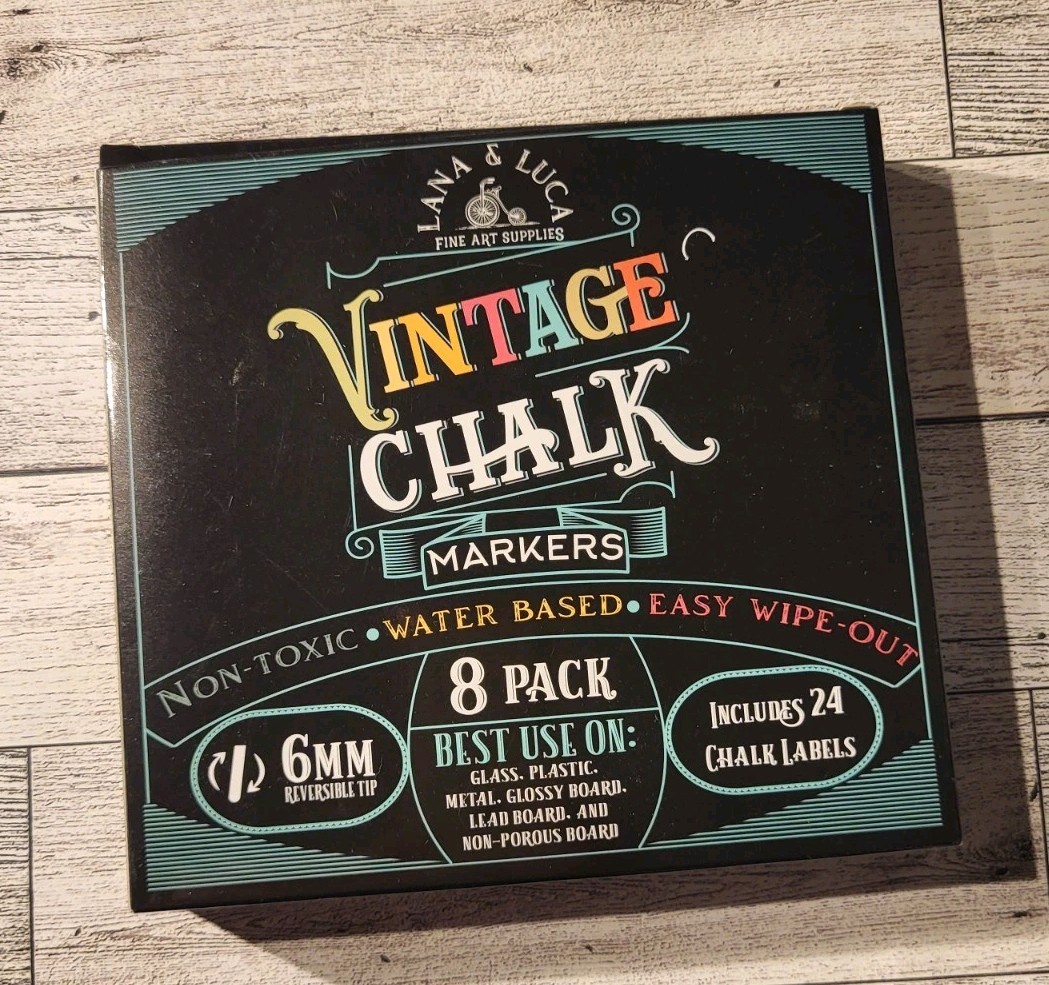 LANA & LUCA
FINE ART SUPPLIES
VINTAGE
CHALK
MARKERS
NON-TOXIC • WATER BASED • EASY WIPE-OUT
8 PACK
6MM
REVERSIBLE TIP
BEST USE ON:
GLASS, PLASTIC,
METAL, GLOSSY BOARD,
LEAD BOARD, AND
NON-POROUS BOARD
INCLUDES 24
CHALK LABELS